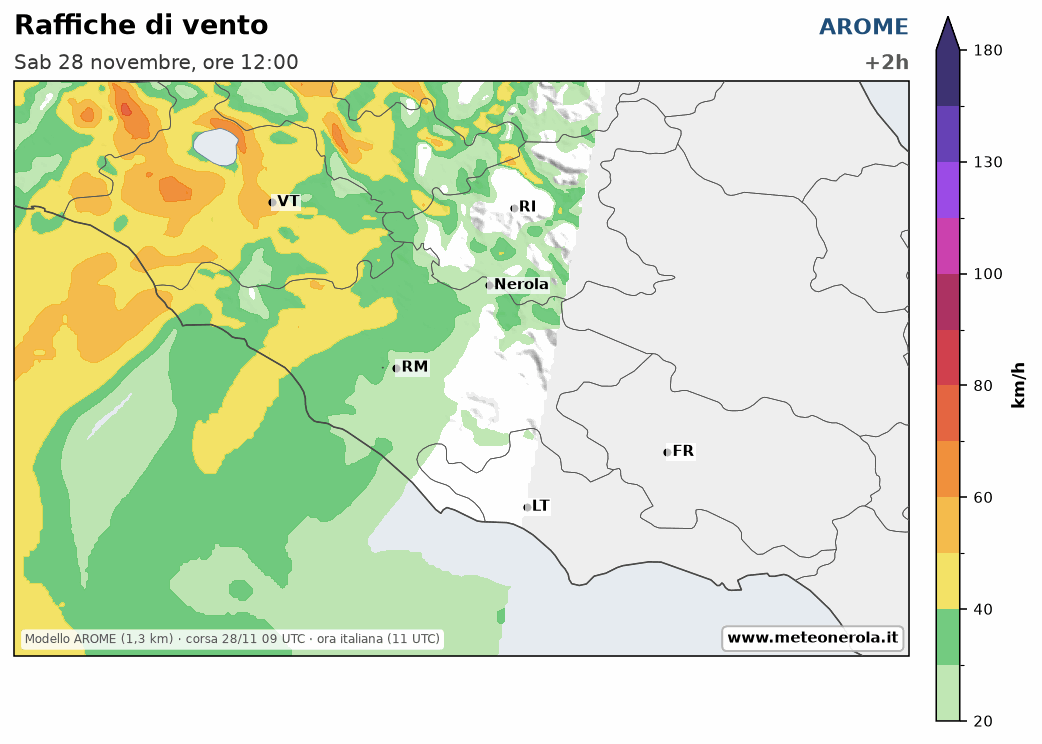 Raffiche di vento
AROME
Sab 28 novembre, ore 12:00
+2h
VT
RI
Nerola
RM
FR
LT
Modello AROME (1,3 km) · corsa 28/11 09 UTC · ora italiana (11 UTC)
www.meteonerola.it
180
130
100
80
60
40
20
km/h